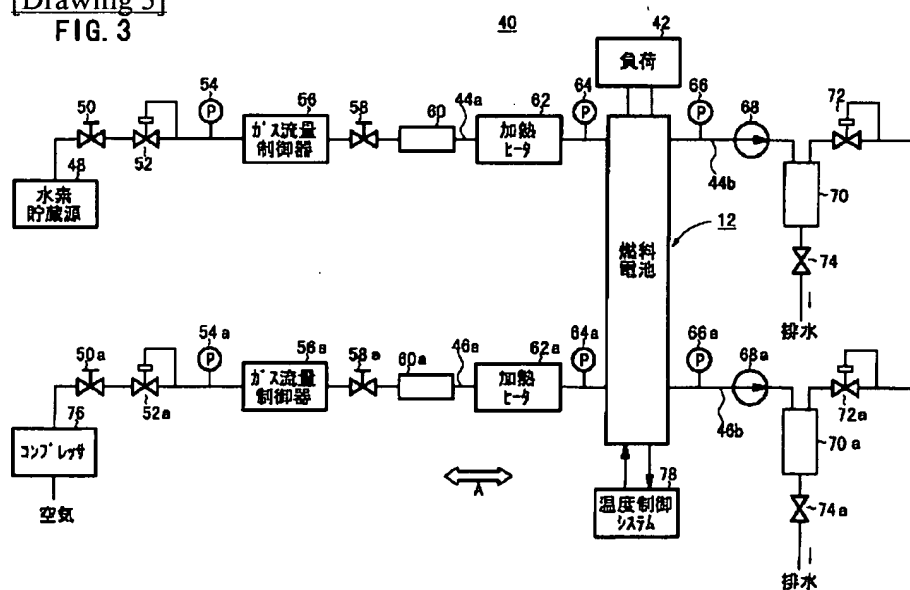 [Drawing 3]
FIG. 3
40
42
負荷
50
54
56
ガス流量
制御器
58
60
44a
62
加熱
ヒータ
64
66
68
72
52
48
水素
貯蔵源
44b
70
12
燃料
電池
74
排水
50a
54a
56a
ガス流量
制御器
58a
60a
46a
62a
加熱
ヒータ
64a
66a
68a
52a
72a
76
コンプレッサ
46b
70a
A
78
温度制御
システム
74a
空気
排水
P
P
P
P
P
P